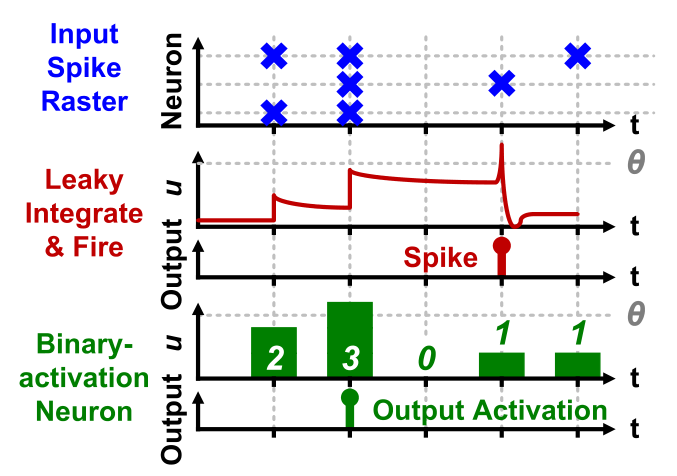 Input
Spike
Raster
Neuron
t
Leaky
Integrate
& Fire
u
θ
t
Output
Spike
t
Binary-
activation
Neuron
u
θ
2
3
0
1
1
t
Output
Output Activation
t